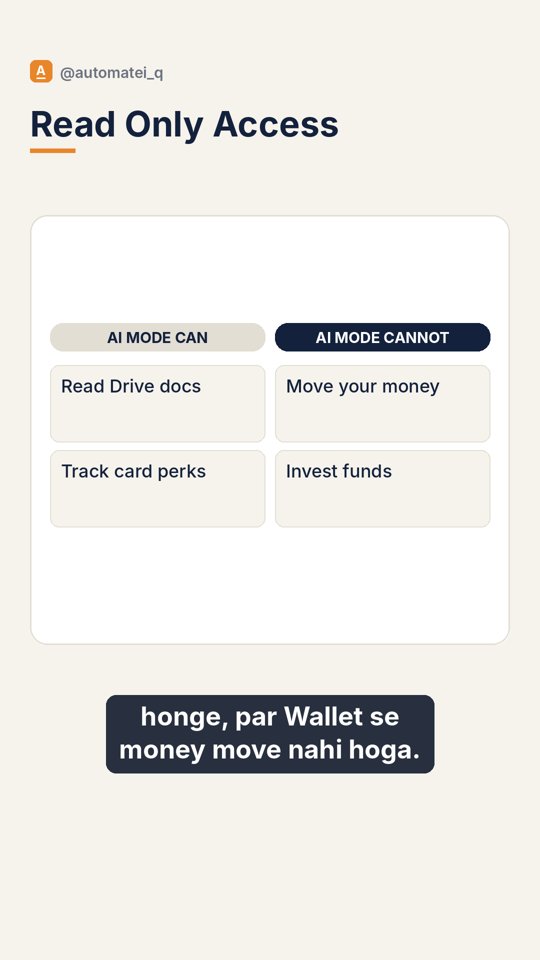 A
@automatei_q
Read Only Access
AI MODE CAN
AI MODE CANNOT
Read Drive docs
Move your money
Track card perks
Invest funds
honge, par Wallet se
money move nahi hoga.